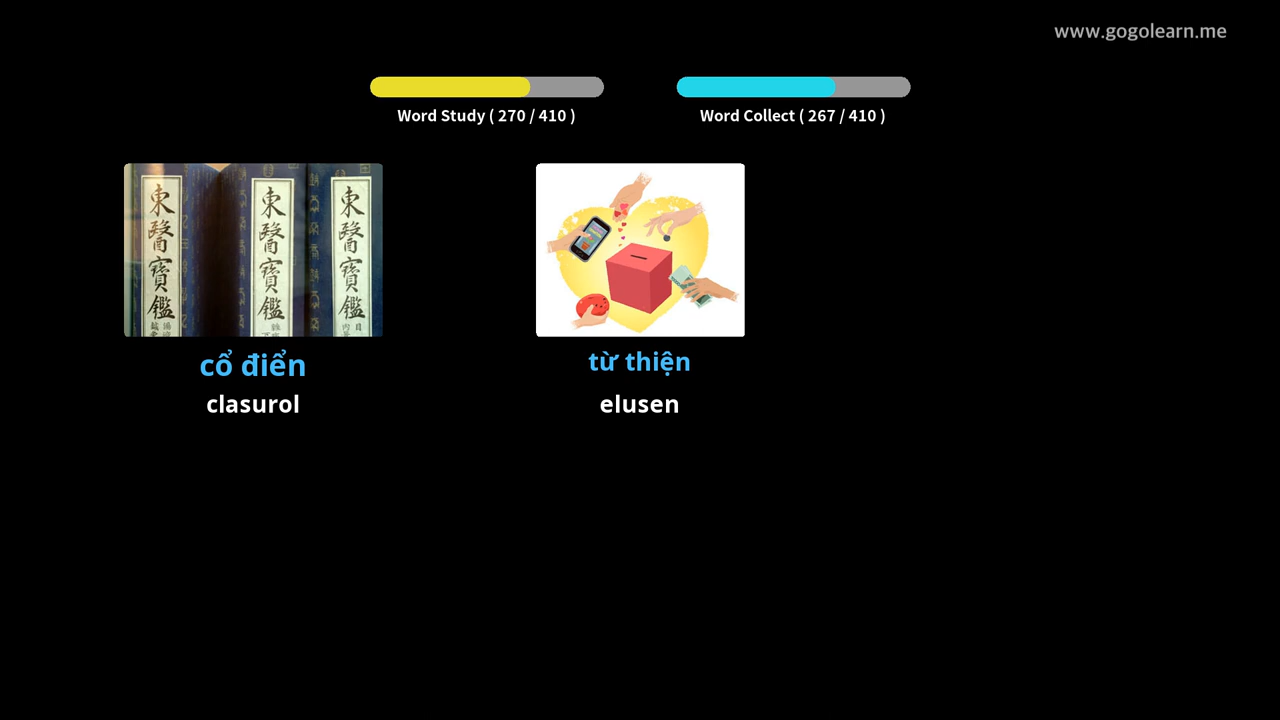 www.gogolearn.me
Word Study ( 270 / 410 )
Word Collect ( 267 / 410 )
東醫寶鑑
東醫寶鑑
東醫寶鑑
cổ điển
clasurol
từ thiện
elusen